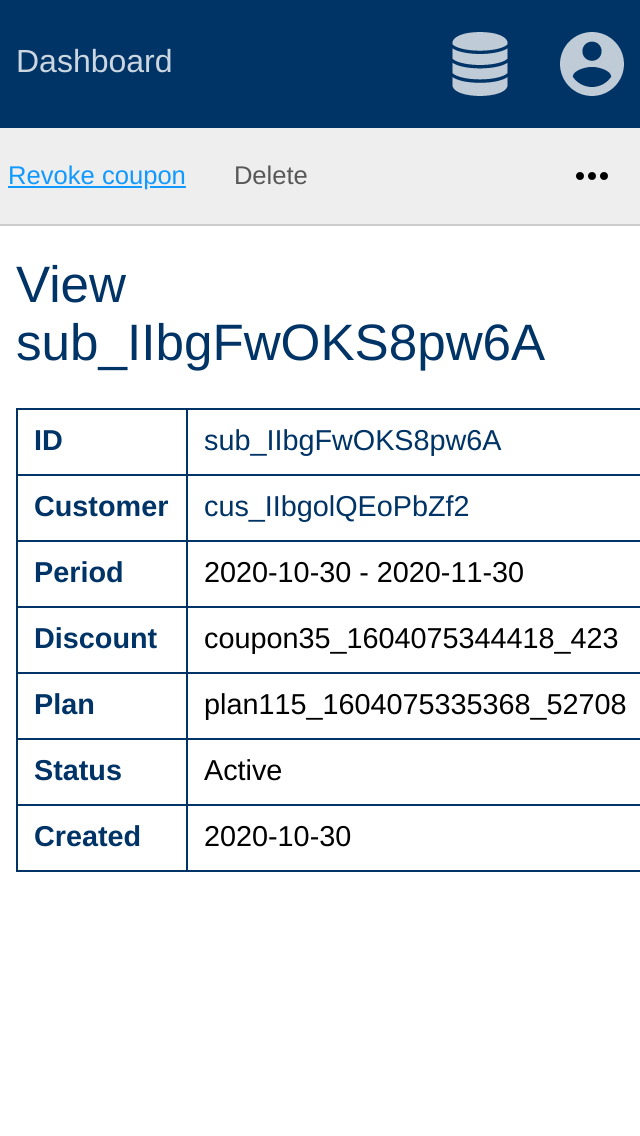 Dashboard
Revoke coupon Delete
View
sub_IIbgFwOKS8pw6A
ID sub_IIbgFwOKS8pw6A
Customer cus_IIbgolQEoPbZf2
Period 2020-10-30 - 2020-11-30
Discount coupon35_1604075344418_423
Plan plan115_1604075335368_52708
Status Active
Created 2020-10-30